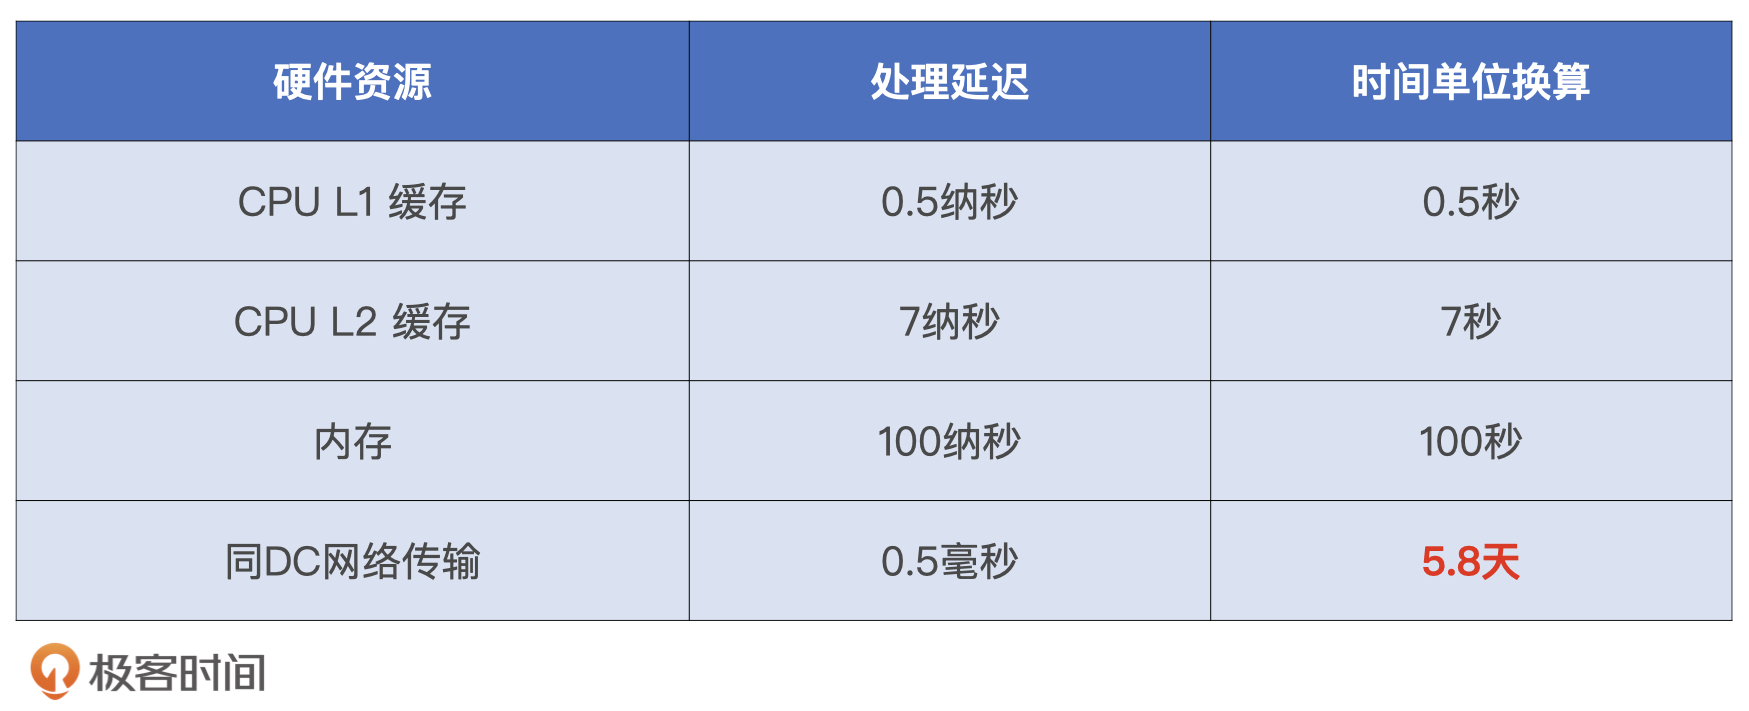 硬件资源 处理延迟 时间单位换算
CPU L1 缓存 0.5纳秒 0.5秒
CPU L2 缓存 7纳秒 7秒
内存 100纳秒 100秒
同DC网络传输 0.5毫秒 5.8天
极客时间